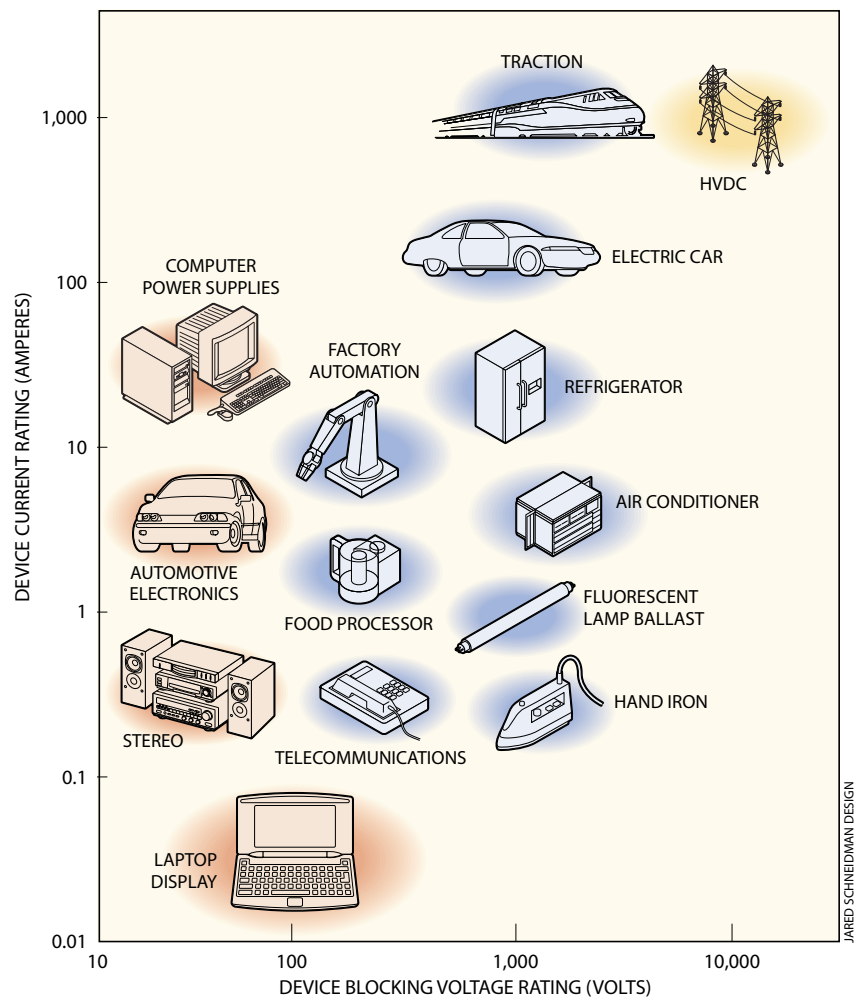 TRACTION
1,000
HVDC
ELECTRIC CAR
100
COMPUTER
POWER SUPPLIES
FACTORY
AUTOMATION
REFRIGERATOR
10
AIR CONDITIONER
AUTOMOTIVE
ELECTRONICS
FOOD PROCESSOR
FLUORESCENT
LAMP BALLAST
1
STEREO
TELECOMMUNICATIONS
HAND IRON
0.1
LAPTOP
DISPLAY
0.01
DEVICE CURRENT RATING (AMPERES)
10
100
1,000
10,000
DEVICE BLOCKING VOLTAGE RATING (VOLTS)
JARED SCHNEIDMAN DESIGN